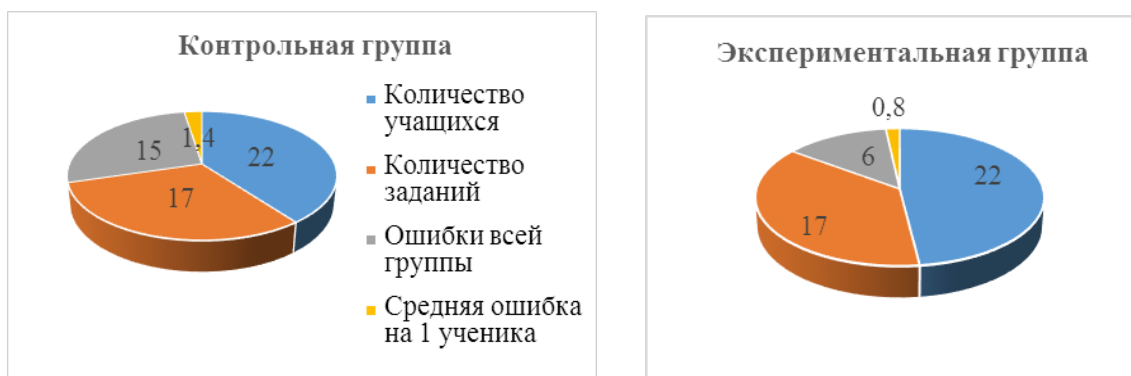 Контрольная группа
Количество
учащихся
Количество
заданий
Ошибки всей
группы
Средняя ошибка
на 1 ученика
1,4
15
22
17
Экспериментальная группа
0,8
6
22
17